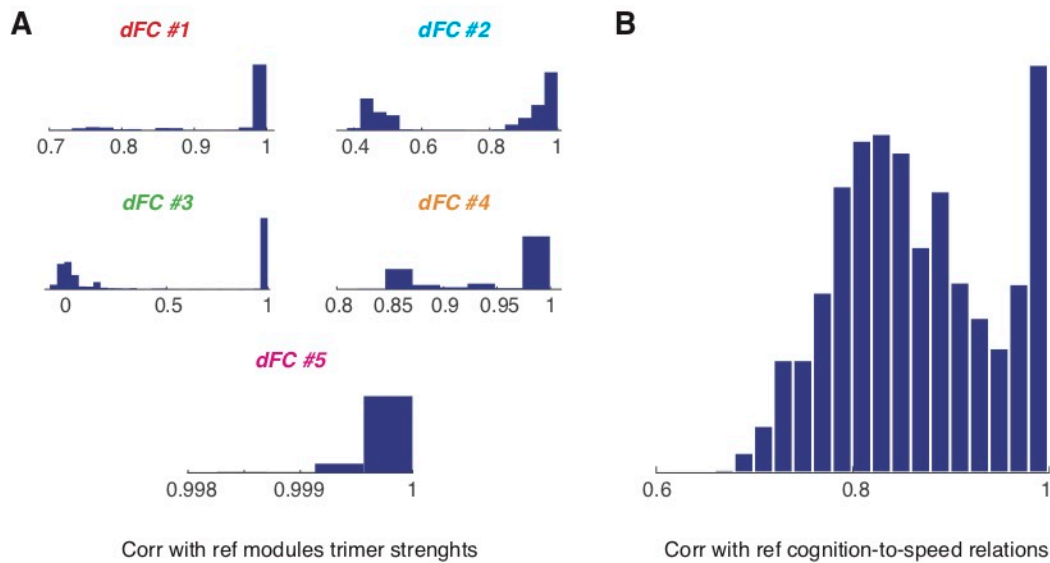 A
B
dFC #1
dFC #2
0.7 0.8 0.9 1
0.4 0.6 0.8 1
dFC #3
dFC #4
0 0.5 1
0.8 0.85 0.9 0.95 1
dFC #5
0.998 0.999 1
0.6 0.8 1
Corr with ref modules trimer strenghts
Corr with ref cognition-to-speed relations